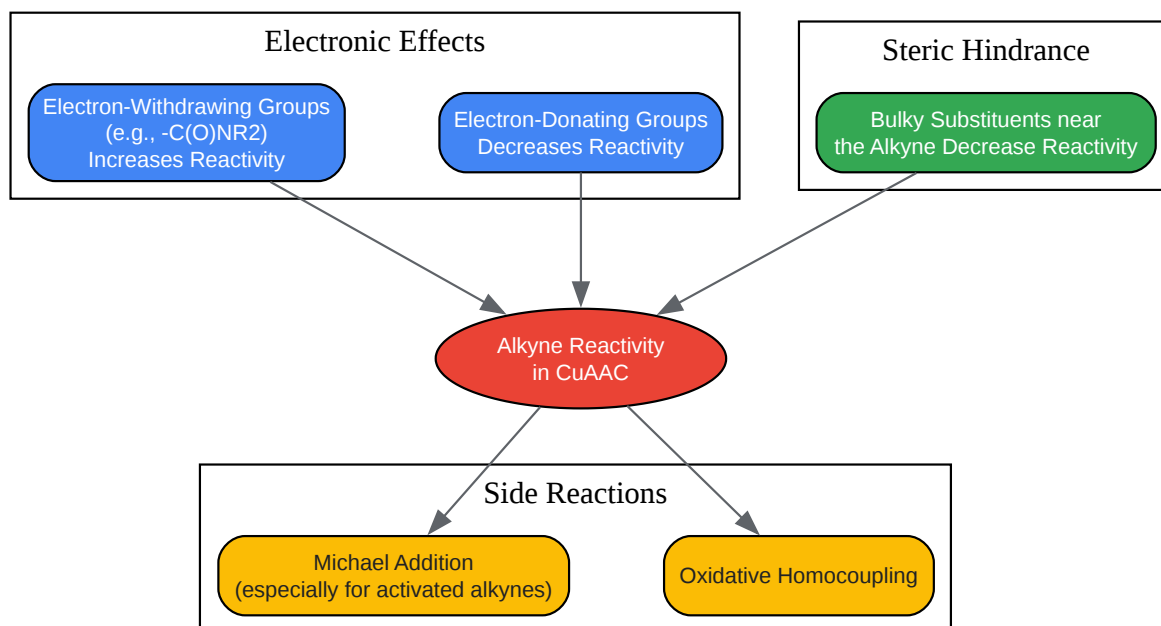 Electronic Effects
Electron-Withdrawing Groups
(e.g., -C(O)NR2)
Increases Reactivity
Electron-Donating Groups
Decreases Reactivity
Steric Hindrance
Bulky Substituents near
the Alkyne Decrease Reactivity
Alkyne Reactivity
in CuAAC
Side Reactions
Michael Addition
(especially for activated alkynes)
Oxidative Homocoupling